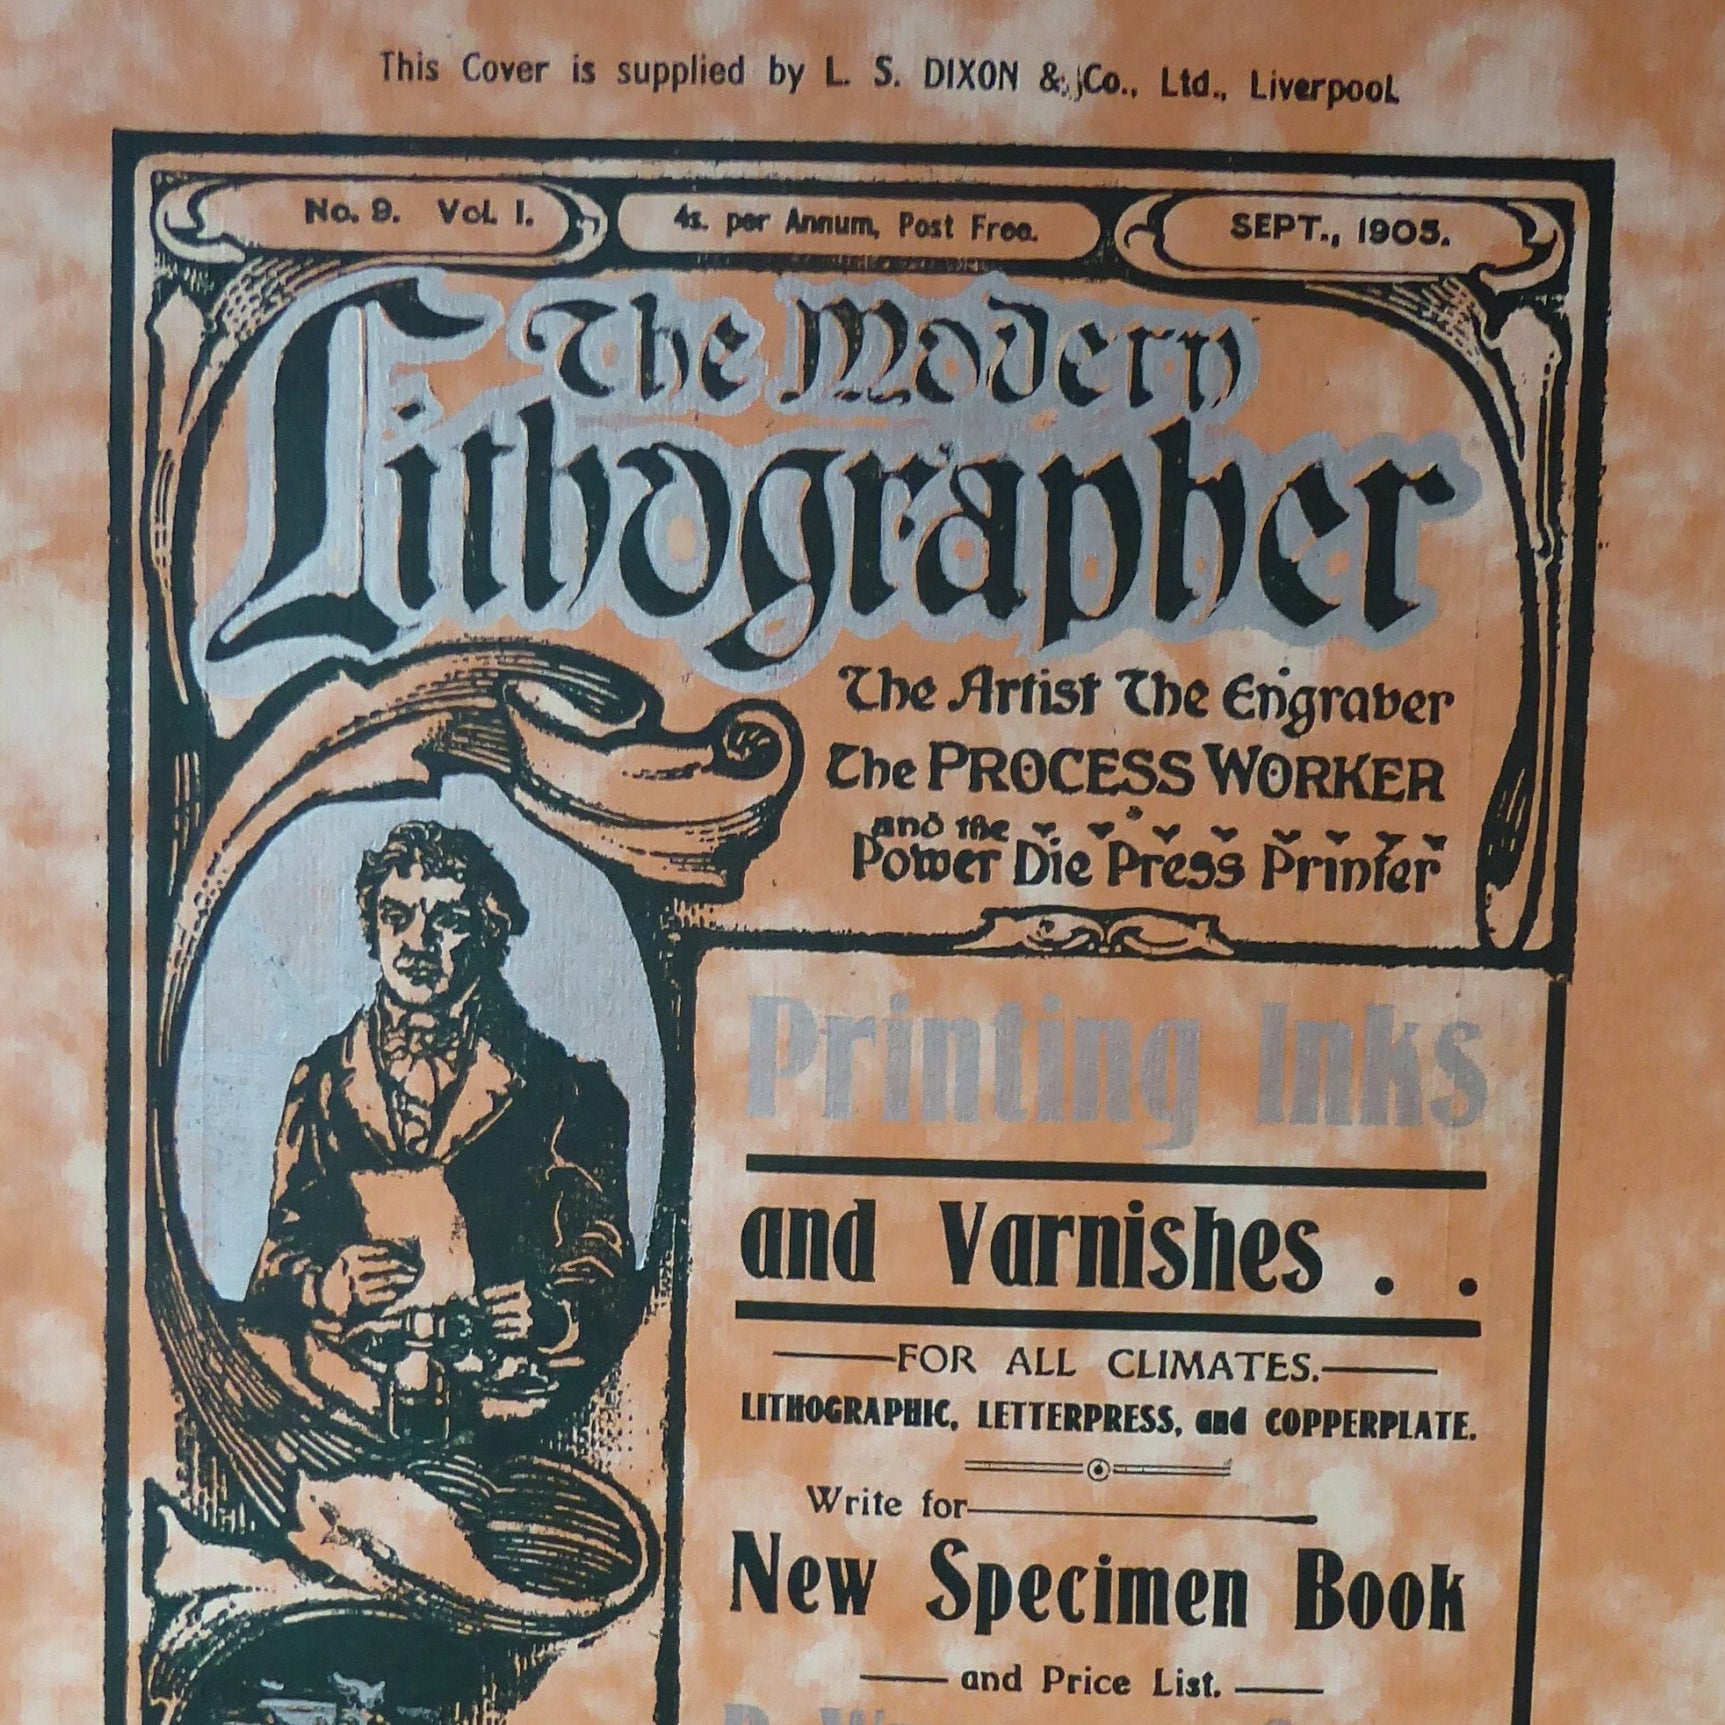 This Cover is supplied by L. S. DIXON & Co., Ltd., Liverpool
No. 9. Vol. I. 4s. per Annum, Post Free. SEPT., 1905.
The Modern
Lithographer
The Artist The Engraver
The PROCESS WORKER
and the
Power Die Press Printer
Printing Inks
and Varnishes . .
FOR ALL CLIMATES.
LITHOGRAPHIC, LETTERPRESS, and COPPERPLATE.
Write for
New Specimen Book
and Price List.